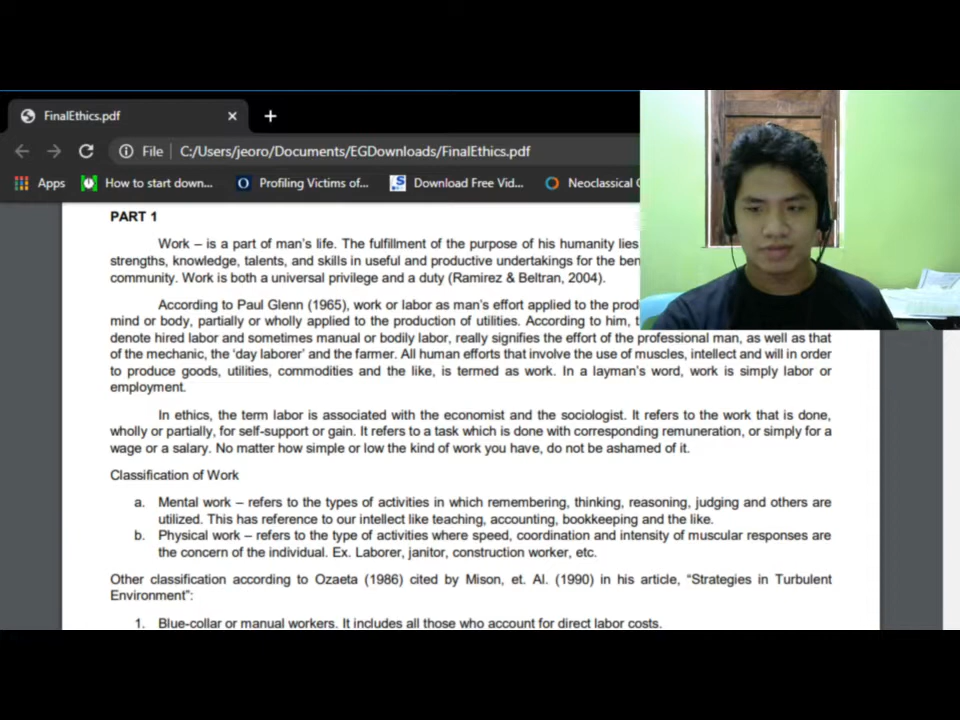 FinalEthics.pdf
File C:/Users/jeoro/Documents/EGDownloads/FinalEthics.pdf
Apps How to start down... Profiling Victims of... Download Free Vid... Neoclassical
PART 1
Work – is a part of man's life. The fulfillment of the purpose of his humanity lies
strengths, knowledge, talents, and skills in useful and productive undertakings for the
community. Work is both a universal privilege and a duty (Ramirez & Beltran, 2004).
According to Paul Glenn (1965), work or labor as man's effort applied to the
mind or body, partially or wholly applied to the production of utilities. According to him,
denote hired labor and sometimes manual or bodily labor, really signifies the effort of the professional man, as well as that
of the mechanic, the 'day laborer' and the farmer. All human efforts that involve the use of muscles, intellect and will in order
to produce goods, utilities, commodities and the like, is termed as work. In a layman's word, work is simply labor or
employment.
In ethics, the term labor is associated with the economist and the sociologist. It refers to the work that is done,
wholly or partially, for self-support or gain. It refers to a task which is done with corresponding remuneration, or simply for a
wage or a salary. No matter how simple or low the kind of work you have, do not be ashamed of it.
Classification of Work
a. Mental work – refers to the types of activities in which remembering, thinking, reasoning, judging and others are
utilized. This has reference to our intellect like teaching, accounting, bookkeeping and the like.
b. Physical work – refers to the type of activities where speed, coordination and intensity of muscular responses are
the concern of the individual. Ex. Laborer, janitor, construction worker, etc.
Other classification according to Ozaeta (1986) cited by Mison, et. Al. (1990) in his article, "Strategies in Turbulent
Environment":
1. Blue-collar or manual workers. It includes all those who account for direct labor costs.